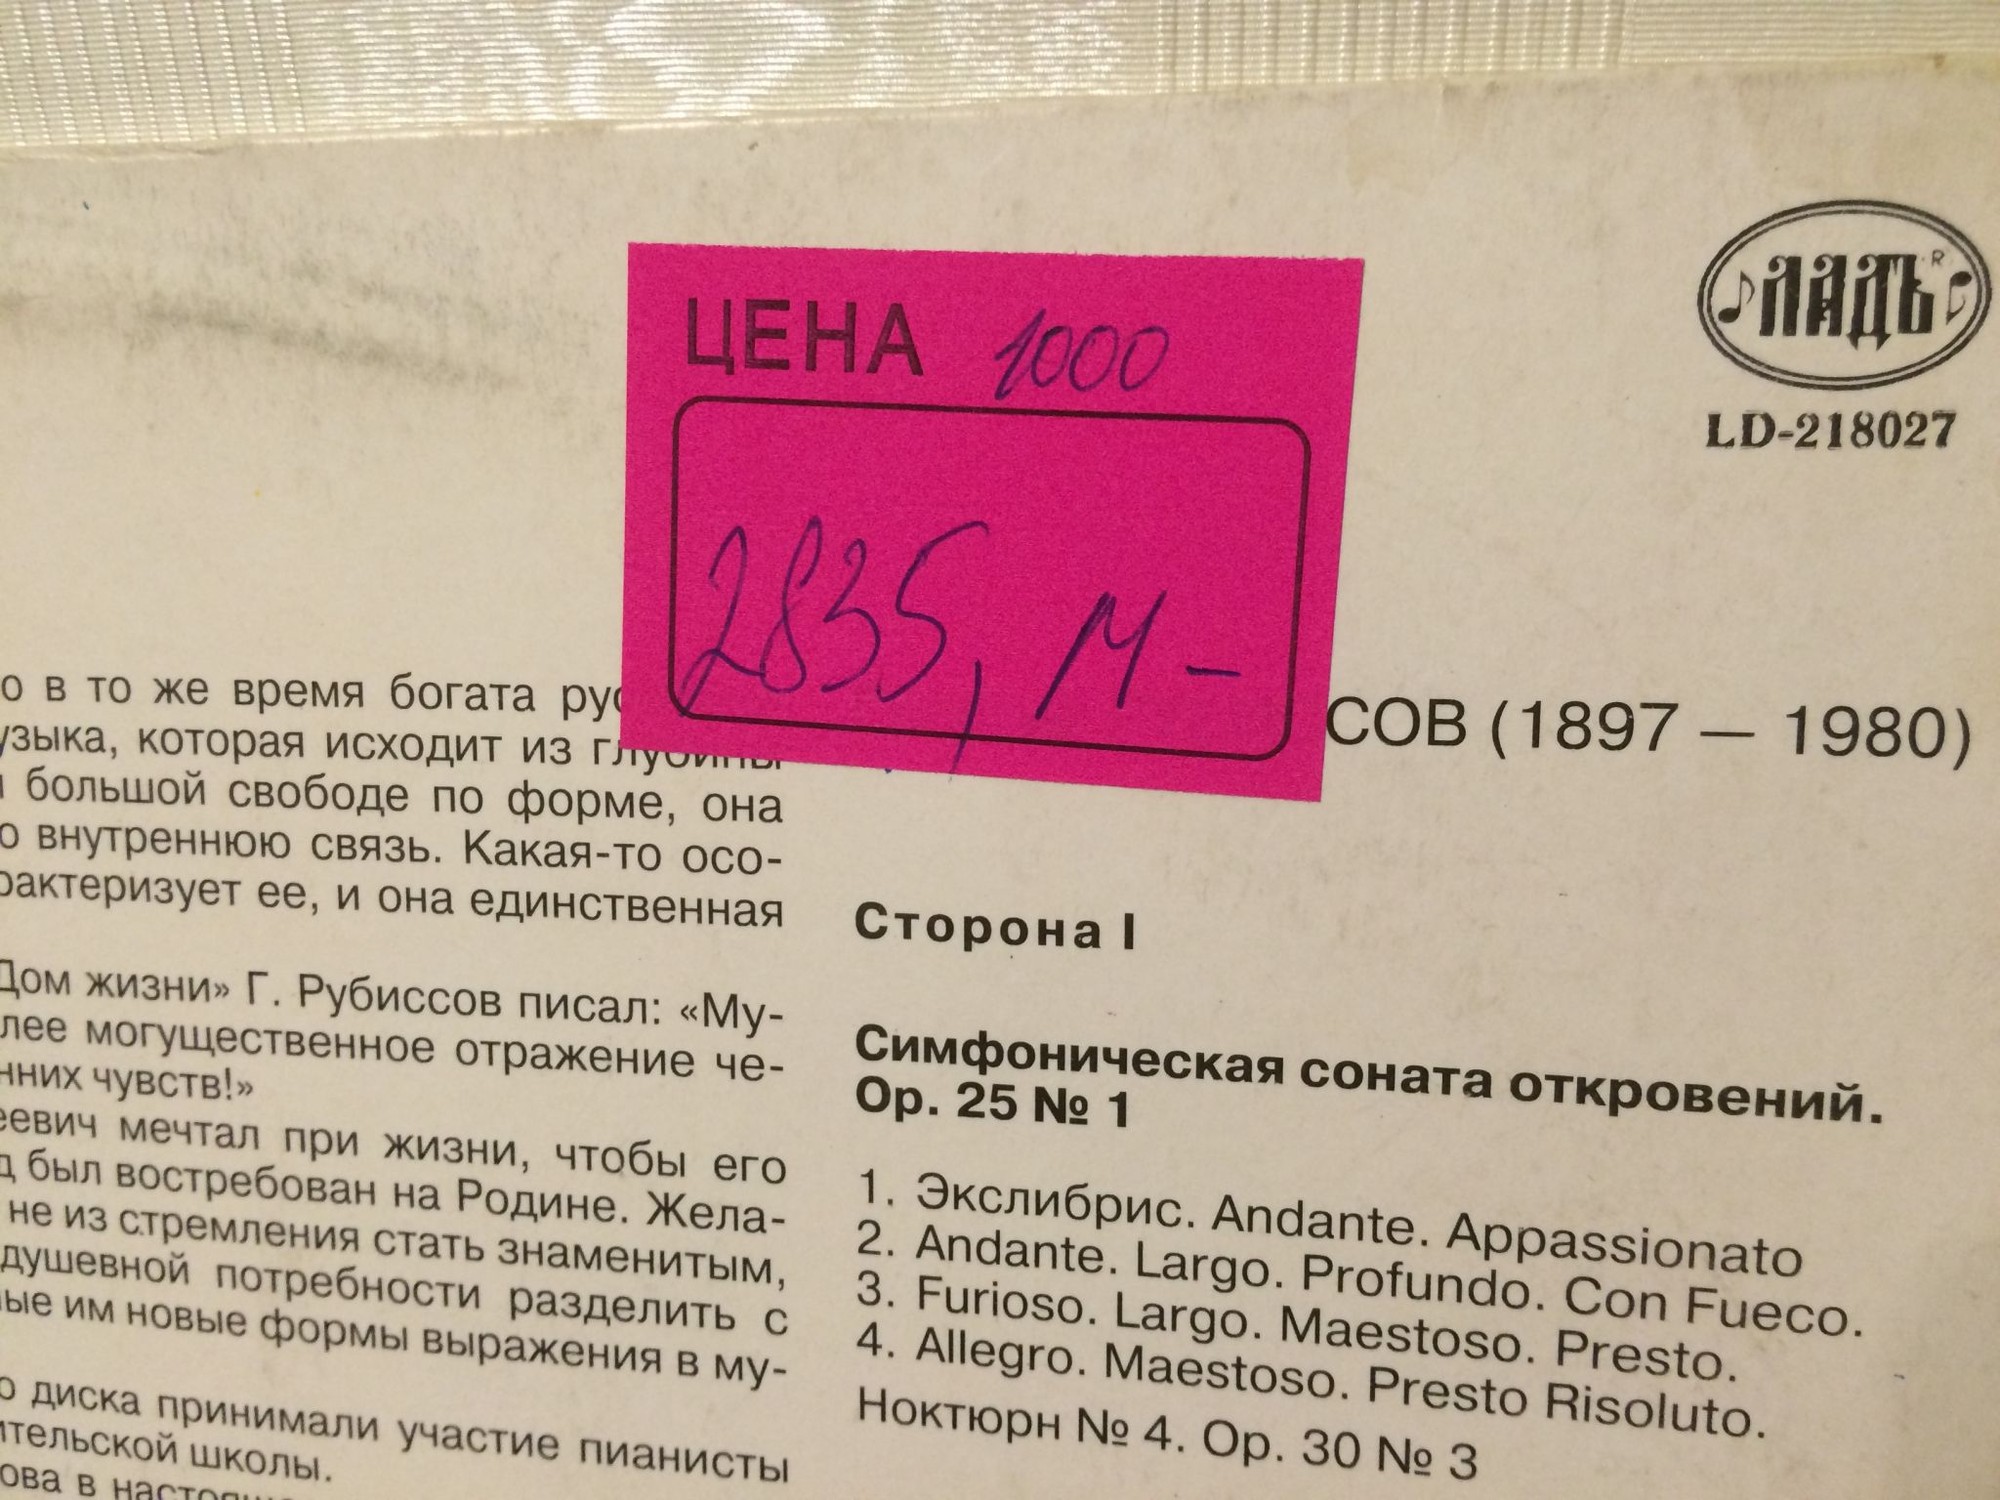 ЛАДЪ R
LD-218027
ЦЕНА 1000
2835, М -
СОВ (1897 — 1980)
о в то же время богата рус
узыка, которая исходит из глубины
большой свободе по форме, она
о внутреннюю связь. Какая-то осо-
рактеризует ее, и она единственная
Дом жизни» Г. Рубиссов писал: «Му-
лее могущественное отражение че-
нних чувств!»
еевич мечтал при жизни, чтобы его
д был востребован на Родине. Жела-
не из стремления стать знаменитым,
душевной потребности разделить с
ые им новые формы выражения в му-
о диска принимали участие пианисты
ительской школы.
ова в настоящ
Сторона I
Симфоническая соната откровений.
Ор. 25 № 1
1. Экслибрис. Andante. Appassionato
2. Andante. Largo. Profundo. Con Fueco.
3. Furioso. Largo. Maestoso. Presto.
4. Allegro. Maestoso. Presto Risoluto.
Ноктюрн № 4. Ор. 30 № 3